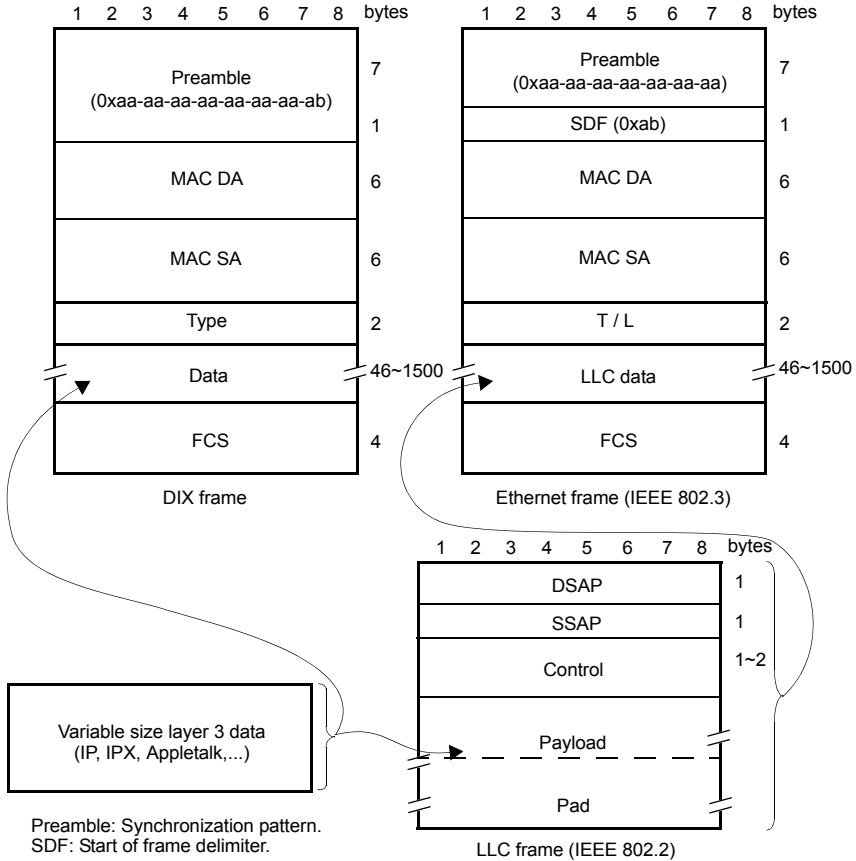 1 2 3 4 5 6 7 8 bytes
Preamble
(0xaa-aa-aa-aa-aa-aa-aa-ab)
7
1
MAC DA
6
MAC SA
6
Type
2
Data
46~1500
FCS
4
DIX frame
1 2 3 4 5 6 7 8 bytes
Preamble
(0xaa-aa-aa-aa-aa-aa-aa)
7
SDF (0xab)
1
MAC DA
6
MAC SA
6
T / L
2
LLC data
46~1500
FCS
4
Ethernet frame (IEEE 802.3)
1 2 3 4 5 6 7 8 bytes
DSAP
1
SSAP
1
Control
1~2
Payload
Pad
LLC frame (IEEE 802.2)
Variable size layer 3 data
(IP, IPX, Appletalk,...)
Preamble: Synchronization pattern.
SDF: Start of frame delimiter.